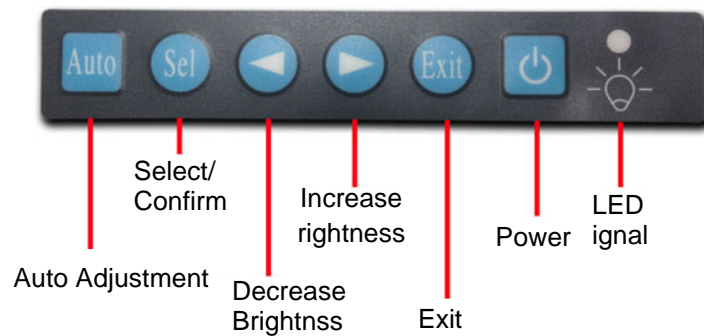 Auto
Sel
Exit
Select/
Confirm
Increase
rightness
Power
LED
ignal
Auto Adjustment
Decrease
Brightnss
Exit